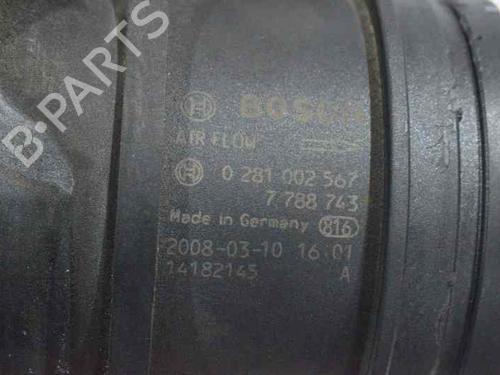 B-PARTS
BOSCH
AIR FLOW
0 281 002 567
7 788 743
Made in Germany 816
2008-03-10 16:01
14182145 A